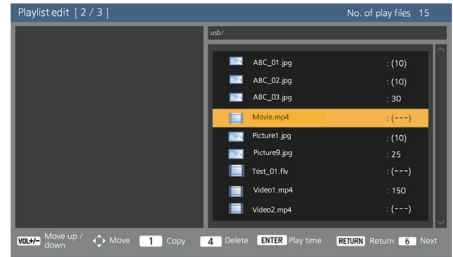 Playlist edit [ 2 / 3 ] No. of play files 15
usb/
ABC_01.jpg : (10)
ABC_02.jpg : (10)
ABC_03.jpg : 30
Movie.mp4 : (---)
Picture1.jpg : (10)
Picture9.jpg : 25
Test_01.flv : (---)
Video1.mp4 : 150
Video2.mp4 : (---)
VOL+/- Move up / down Move 1 Copy 4 Delete ENTER Play time RETURN Return 6 Next